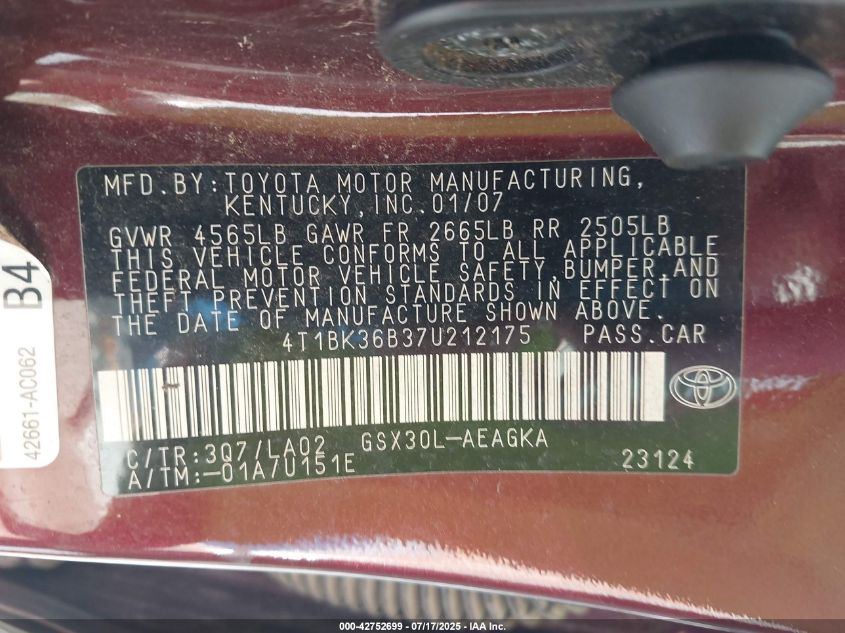 MFD.BY:TOYOTA MOTOR MANUFACTURING,
KENTUCKY,INC.01/07
GVWR 4565LB GAWR FR 2665LB RR 2505LB
THIS VEHICLE CONFORMS TO ALL APPLICABLE
FEDERAL MOTOR VEHICLE SAFETY,BUMPER,AND
THEFT PREVENTION STANDARDS IN EFFECT ON
THE DATE OF MANUFACTURE SHOWN ABOVE.
4T1BK36B37U212175 PASS.CAR
C/TR:3Q7/LA02 GSX30L-AEAGKA
A/TM:-01A/U151E 23124
42661-AC062 B4
000-42752699 - 07/17/2025 - IAA Inc.